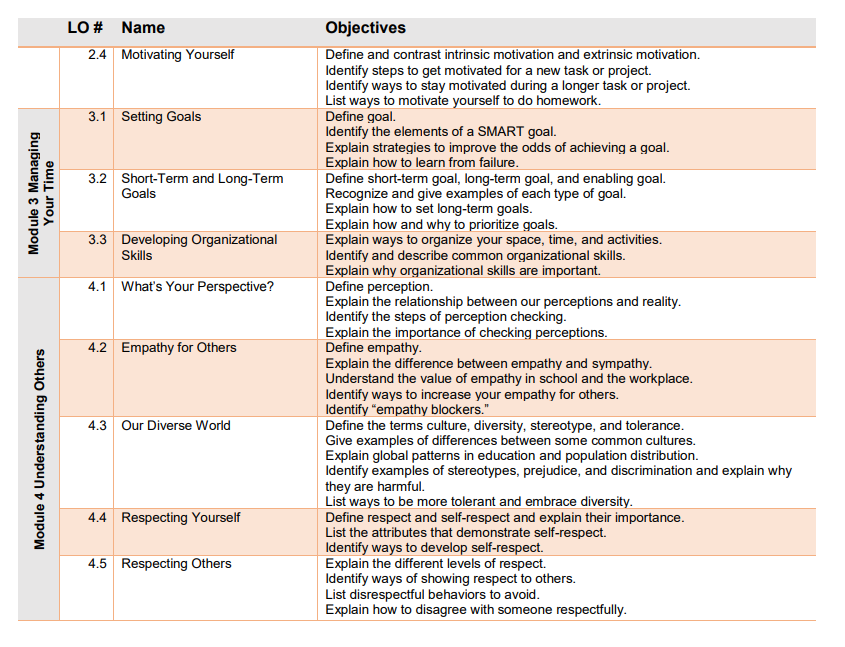 LO # Name Objectives
2.4 Motivating Yourself Define and contrast intrinsic motivation and extrinsic motivation.
Identify steps to get motivated for a new task or project.
Identify ways to stay motivated during a longer task or project.
List ways to motivate yourself to do homework.
Module 3 Managing
Your Time
3.1 Setting Goals Define goal.
Identify the elements of a SMART goal.
Explain strategies to improve the odds of achieving a goal.
Explain how to learn from failure.
3.2 Short-Term and Long-Term Define short-term goal, long-term goal, and enabling goal.
Goals Recognize and give examples of each type of goal.
Explain how to set long-term goals.
Explain how and why to prioritize goals.
3.3 Developing Organizational Explain ways to organize your space, time, and activities.
Skills Identify and describe common organizational skills.
Explain why organizational skills are important.
Module 4 Understanding Others
4.1 What's Your Perspective? Define perception.
Explain the relationship between our perceptions and reality.
Identify the steps of perception checking.
Explain the importance of checking perceptions.
4.2 Empathy for Others Define empathy.
Explain the difference between empathy and sympathy.
Understand the value of empathy in school and the workplace.
Identify ways to increase your empathy for others.
Identify “empathy blockers.”
4.3 Our Diverse World Define the terms culture, diversity, stereotype, and tolerance.
Give examples of differences between some common cultures.
Explain global patterns in education and population distribution.
Identify examples of stereotypes, prejudice, and discrimination and explain why
they are harmful.
List ways to be more tolerant and embrace diversity.
4.4 Respecting Yourself Define respect and self-respect and explain their importance.
List the attributes that demonstrate self-respect.
Identify ways to develop self-respect.
4.5 Respecting Others Explain the different levels of respect.
Identify ways of showing respect to others.
List disrespectful behaviors to avoid.
Explain how to disagree with someone respectfully.